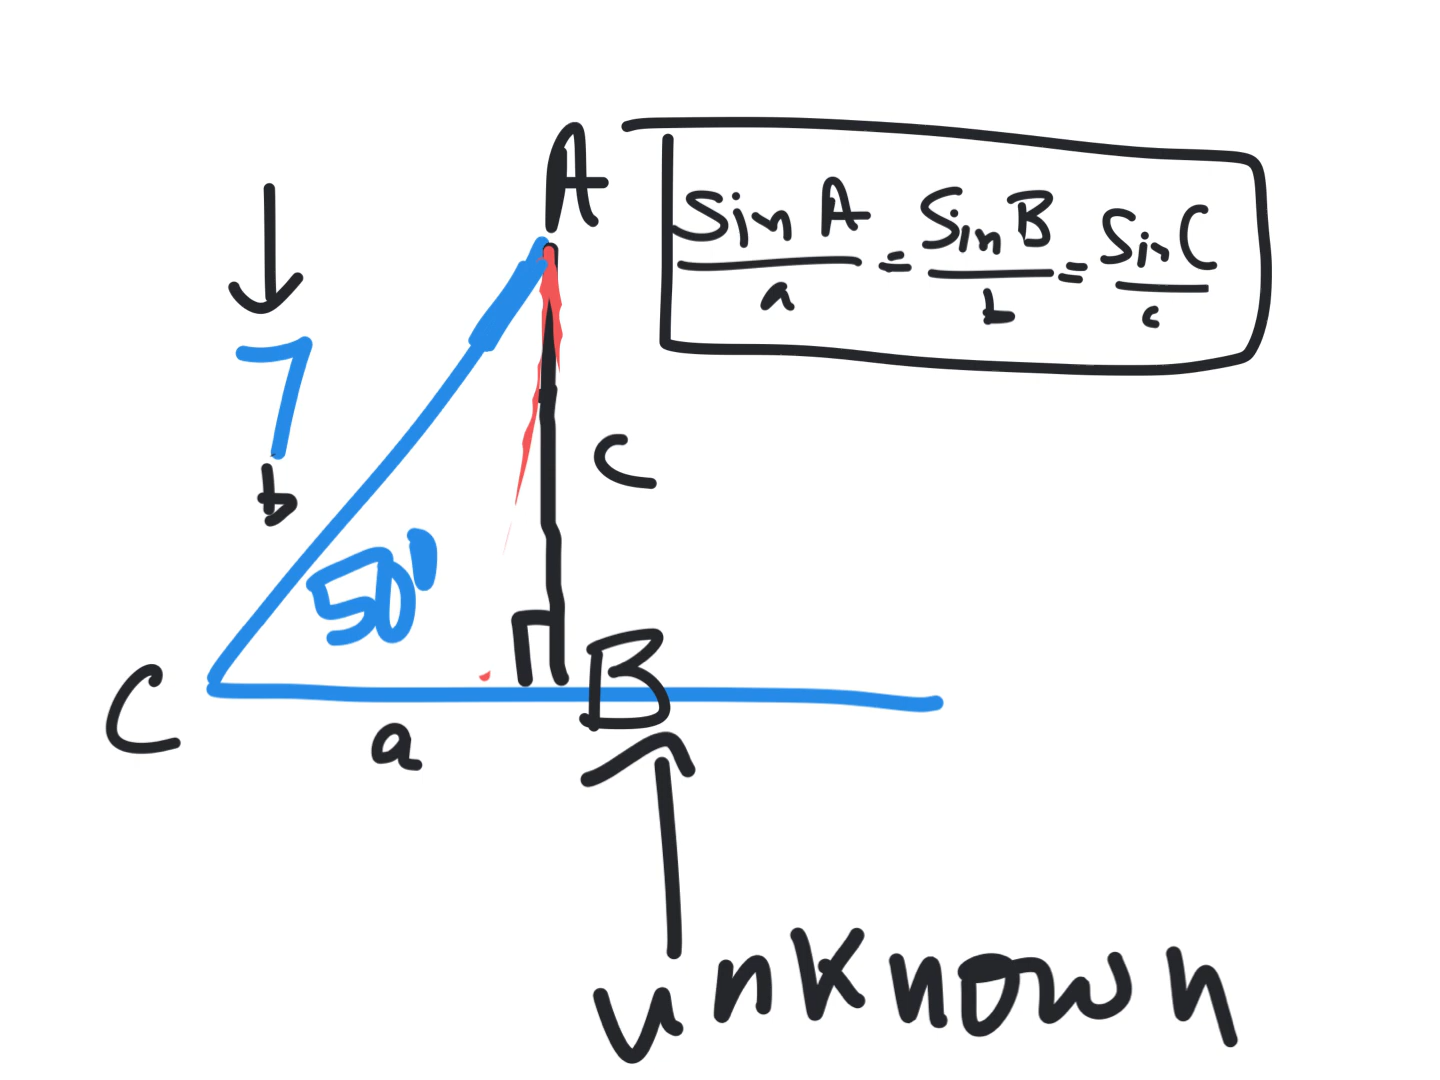 A
sin A / a = Sin B / b = Sin C / c
7
b
c
50°
C
B
a
unknown